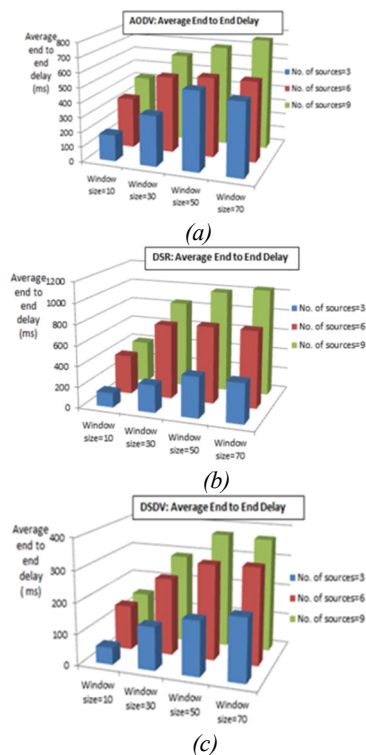 AODV: Average End to End Delay
Average
end to
end
delay
(ms)
800
700
600
500
400
300
200
100
0
Window
size=10
Window
size=30
Window
size=50
Window
size=70
No. of sources=3
No. of sources=6
No. of sources=9
(a)
DSR: Average End to End Delay
Average
end to
end
delay
(ms)
1200
1000
800
600
400
200
0
Window
size=10
Window
size=30
Window
size=50
Window
size=70
No. of sources=3
No. of sources=6
No. of sources=9
(b)
DSDV: Average End to End Delay
Average
end to
end
delay
( ms)
400
300
200
100
0
Window
size=10
Window
size=30
Window
size=50
Window
size=70
No. of sources=3
No. of sources=6
No. of sources=9
(c)